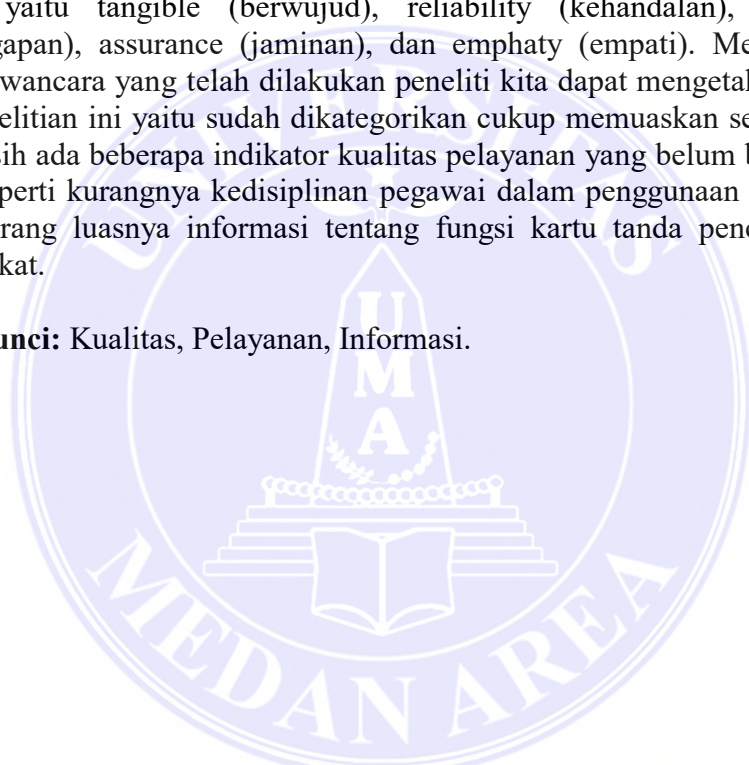 yaitu tangible (berwujud), reliability (kehandalan),
gapan), assurance (jaminan), dan emphaty (empati). Me
wancara yang telah dilakukan peneliti kita dapat mengetal
elitian ini yaitu sudah dikategorikan cukup memuaskan se
sih ada beberapa indikator kualitas pelayanan yang belum b
perti kurangnya kedisiplinan pegawai dalam penggunaan
rang luasnya informasi tentang fungsi kartu tanda pen
kat.
unci: Kualitas, Pelayanan, Informasi.
UNIVERSITAS
UMA
MEDAN AREA